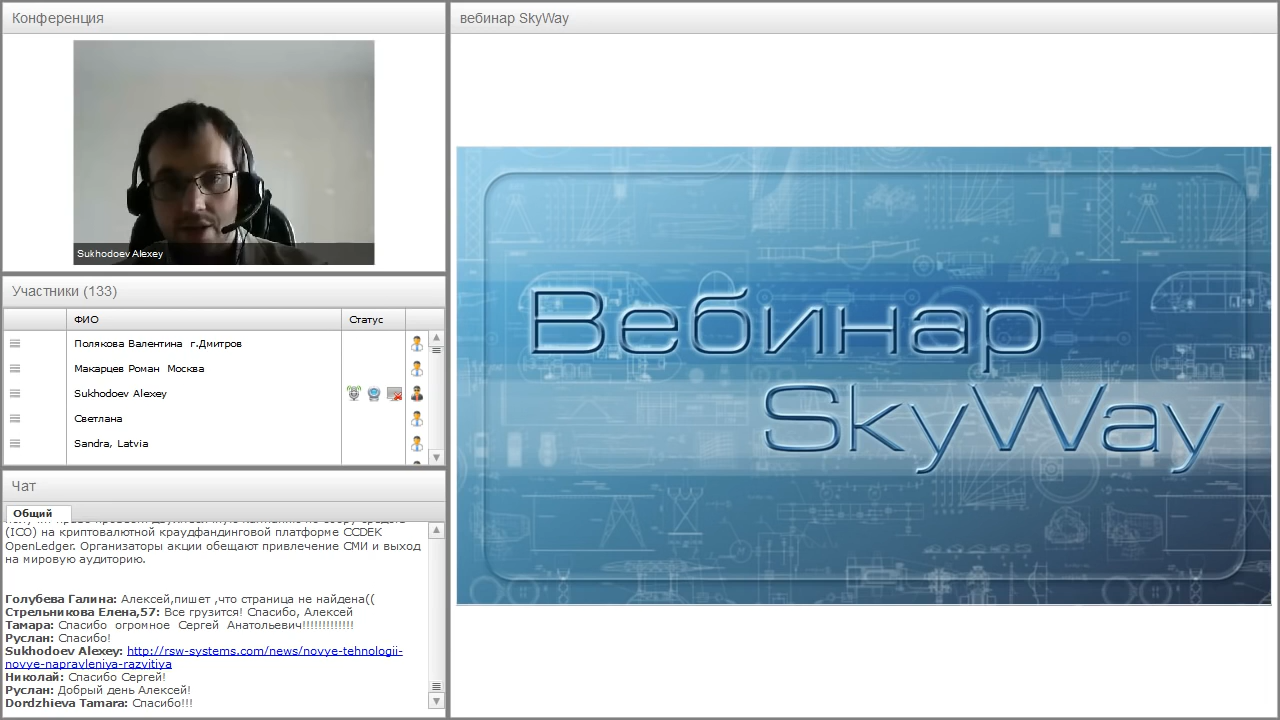 Конференция
Sukhodoev Alexey
Участники (133)
ФИО Статус
Полякова Валентина г.Дмитров
Макарцев Роман Москва
Sukhodoev Alexey
Светлана
Sandra, Latvia
Чат
Общий
(ICO) на криптовалютной краудфандинговой платформе CCDEK
OpenLedger. Организаторы акции обещают привлечение СМИ и выход
на мировую аудиторию.
Голубева Галина: Алексей,пишет ,что страница не найдена((
Стрельникова Елена,57: Все грузится! Спасибо, Алексей
Тамара: Спасибо огромное Сергей Анатольевич!!!!!!!!!!!!!
Руслан: Спасибо!
Sukhodoev Alexey: http://rsw-systems.com/news/novye-tehnologii-
novye-napravleniya-razvitiya
Николай: Спасибо Сергей!
Руслан: Добрый день Алексей!
Dordzhieva Tamara: Спасибо!!!
вебинар SkyWay
Вебинар
SkyWay